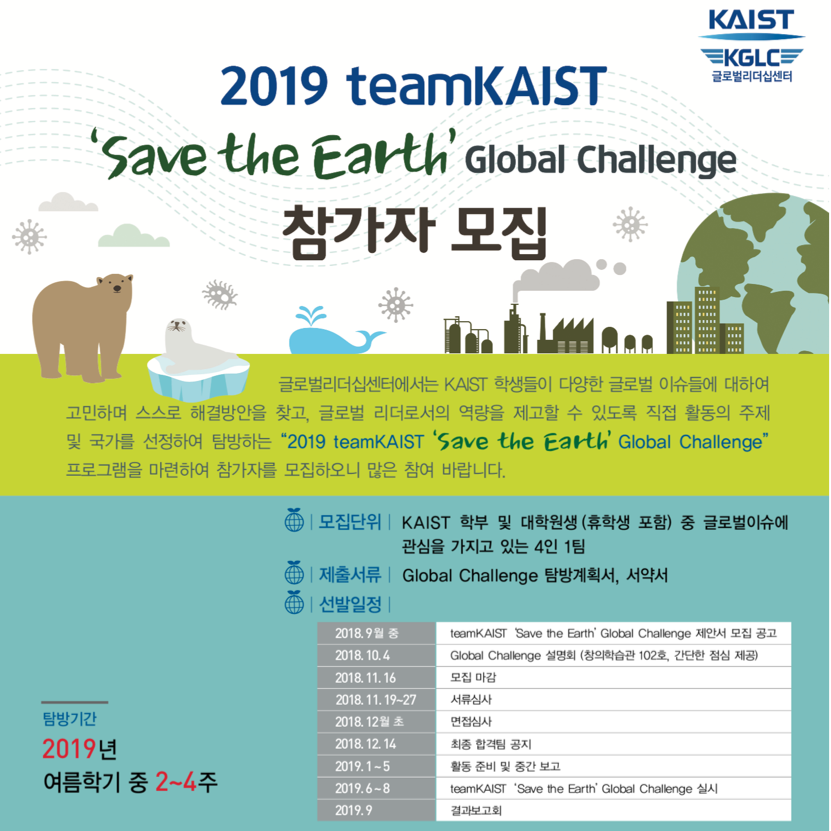 KAIST
KGLC
글로벌리더십센터
2019 teamKAIST
‘Save the Earth’ Global Challenge
참가자 모집
글로벌리더십센터에서는 KAIST 학생들이 다양한 글로벌 이슈들에 대하여
고민하며 스스로 해결방안을 찾고, 글로벌 리더로서의 역량을 제고할 수 있도록 직접 활동의 주제
및 국가를 선정하여 탐방하는 “2019 teamKAIST ‘Save the Earth’ Global Challenge”
프로그램을 마련하여 참가자를 모집하오니 많은 참여 바랍니다.
| 모집단위 | KAIST 학부 및 대학원생 (휴학생 포함) 중 글로벌이슈에
관심을 가지고 있는 4인 1팀
| 제출서류 | Global Challenge 탐방계획서, 서약서
| 선발일정 |
2018. 9월 중 teamKAIST ‘Save the Earth’ Global Challenge 제안서 모집 공고
2018. 10. 4 Global Challenge 설명회 (창의학습관 102호, 간단한 점심 제공)
2018. 11. 16 모집 마감
2018. 11. 19~27 서류심사
2018. 12월 초 면접심사
2018. 12. 14 최종 합격팀 공지
2019. 1 ~ 5 활동 준비 및 중간 보고
2019. 6 ~ 8 teamKAIST ‘Save the Earth’ Global Challenge 실시
2019. 9 결과보고회
탐방기간
2019년
여름학기 중 2~4주